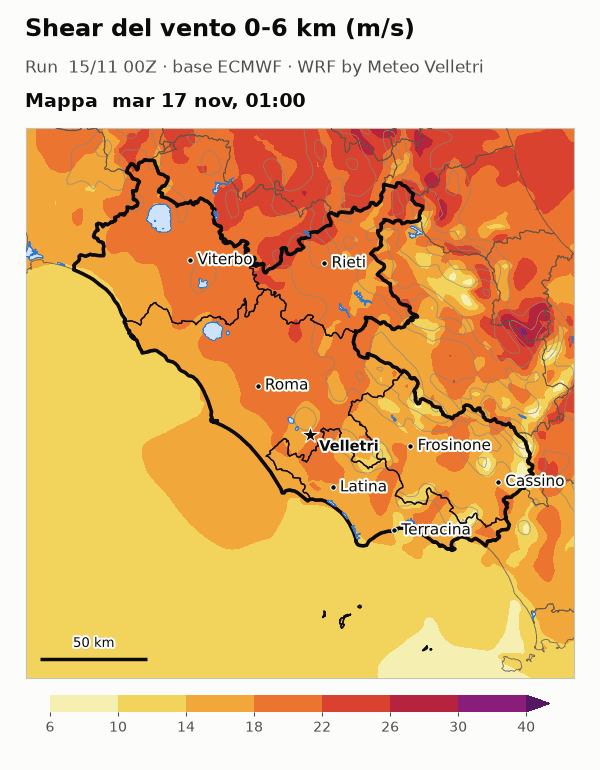 Shear del vento 0-6 km (m/s)
Run  15/11 00Z · base ECMWF · WRF by Meteo Velletri
Mappa  mar 17 nov, 01:00
Viterbo
Rieti
Roma
Velletri
Frosinone
Latina
Cassino
Terracina
50 km
6 10 14 18 22 26 30 40